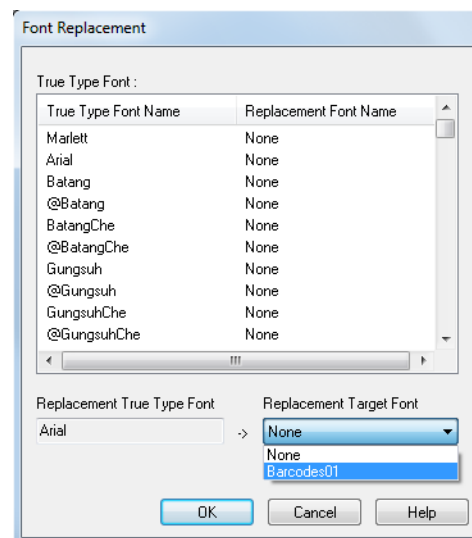 Font Replacement
True Type Font :
True Type Font Name Replacement Font Name
Marlett None
Arial None
Batang None
@Batang None
BatangChe None
@BatangChe None
Gungsuh None
@Gungsuh None
GungsuhChe None
@GungsuhChe None
Replacement True Type Font Replacement Target Font
Arial -> None
None
Barcodes01
OK Cancel Help